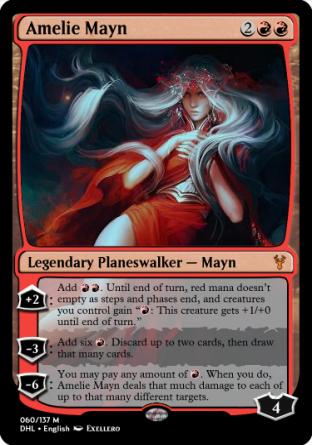 Amelie Mayn 2
Legendary Planeswalker — Mayn
+2: Add . Until end of turn, red mana doesn't
empty as steps and phases end, and creatures
you control gain “: This creature gets +1/+0
until end of turn.”
-3: Add six . Discard up to two cards, then draw
that many cards.
-6: You may pay any amount of . When you do,
Amelie Mayn deals that much damage to each of
up to that many different targets.
4
060/137 M
DHL • English EXELLERO